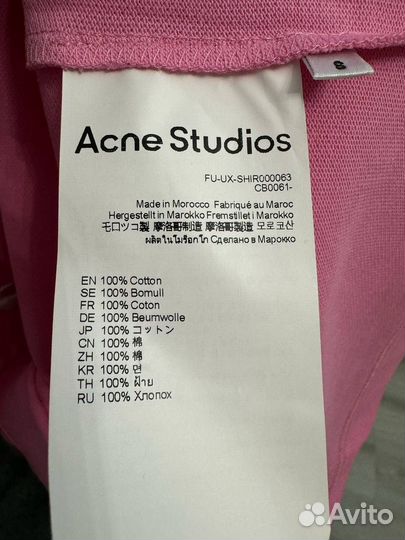 S
Acne Studios
FU-UX-SHIR000063
CB0061-
Made in Morocco Fabriqué au Maroc
Hergestellt in Marokko Fremstillet i Marokko
モロッコ製 摩洛哥制造 摩洛哥製造 모로코산
ผลิตในโมร็อกโก Сделано в Марокко
EN 100% Cotton
SE 100% Bomull
FR 100% Coton
DE 100% Beumwolle
JP 100% コットン
CN 100% 棉
ZH 100% 棉
KR 100% 면
TH 100% ฝ้าย
RU 100% Хлопох
Avito